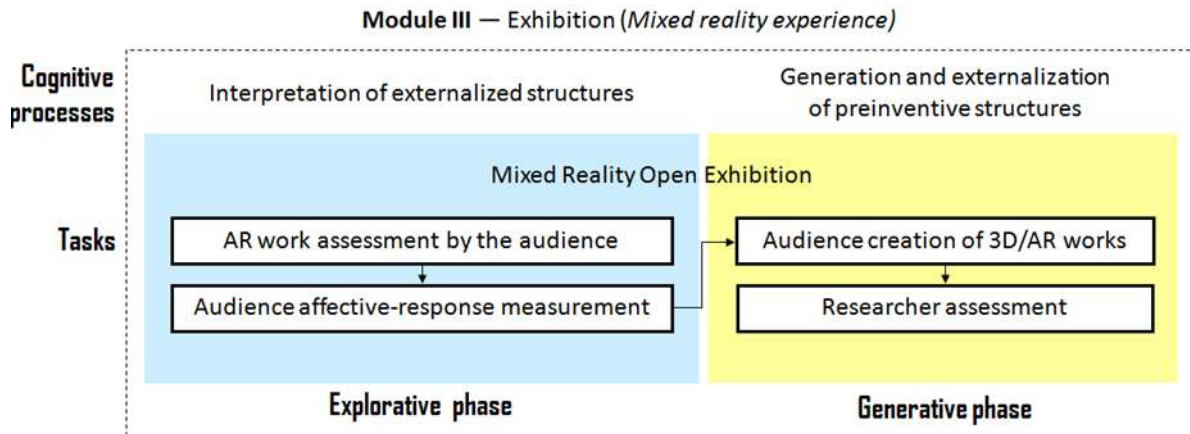 Module III — Exhibition (Mixed reality experience)
Cognitive
processes
Interpretation of externalized structures
Generation and externalization
of preinventive structures
Mixed Reality Open Exhibition
Tasks
AR work assessment by the audience
Audience affective-response measurement
Audience creation of 3D/AR works
Researcher assessment
Explorative phase
Generative phase